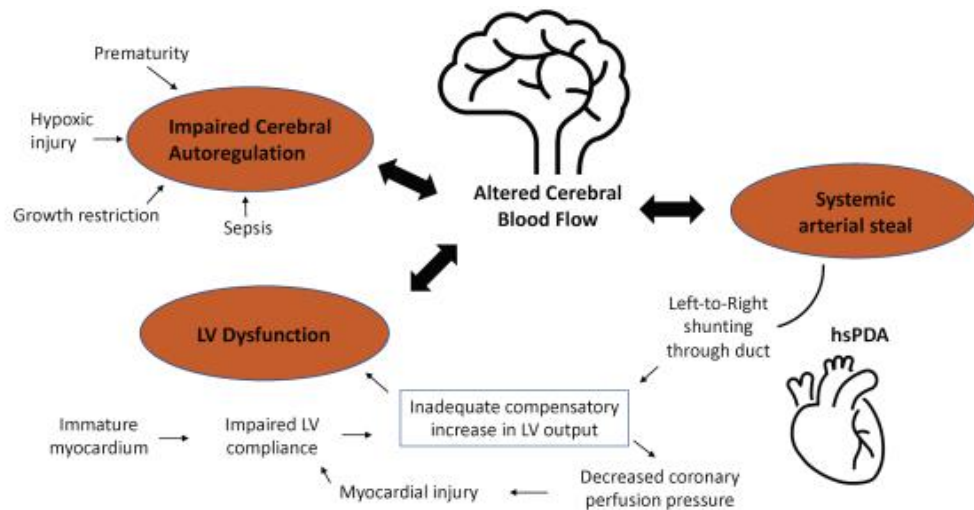 Prematurity
Hypoxic
injury
Impaired Cerebral
Autoregulation
Growth restriction
Sepsis
Altered Cerebral
Blood Flow
Systemic
arterial steal
LV Dysfunction
Left-to-Right
shunting
through duct
hsPDA
Inadequate compensatory
increase in LV output
Immature
myocardium
Impaired LV
compliance
Myocardial injury
Decreased coronary
perfusion pressure